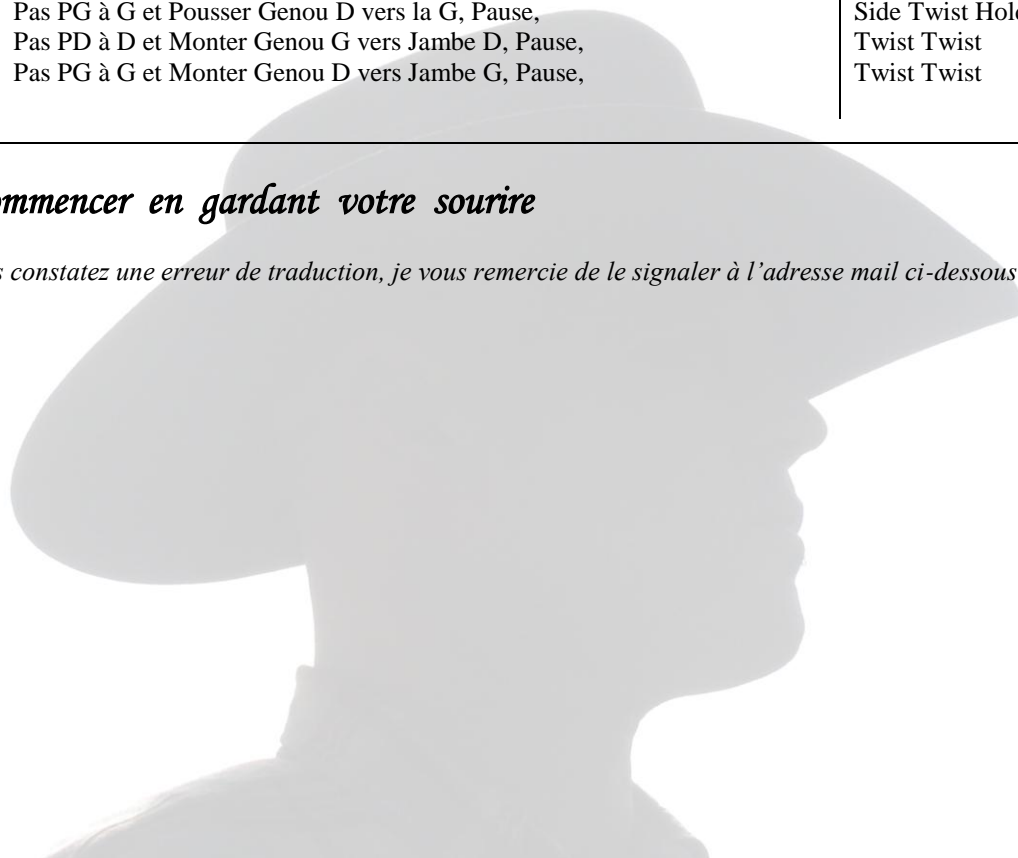 Pas PG à G et Pousser Genou D vers la G, Pause,
Side Twist Hold
Pas PD à D et Monter Genou G vers Jambe D, Pause,
Twist Twist
Pas PG à G et Monter Genou D vers Jambe G, Pause,
Twist Twist
ommencer en gardant votre sourire
s constatez une erreur de traduction, je vous remercie de le signaler à l’adresse mail ci-dessous